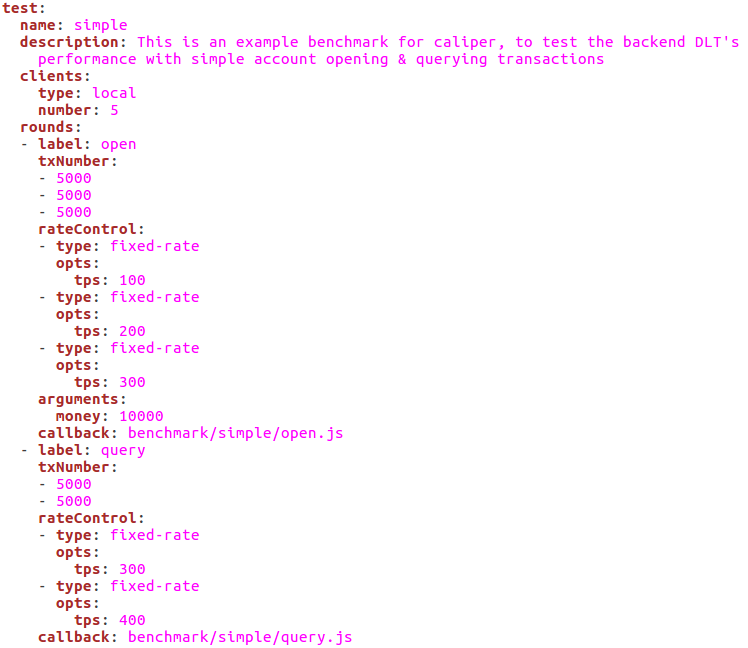 test:
  name: simple
  description: This is an example benchmark for caliper, to test the backend DLT's
    performance with simple account opening & querying transactions
  clients:
    type: local
    number: 5
  rounds:
  - label: open
    txNumber:
    - 5000
    - 5000
    - 5000
    rateControl:
    - type: fixed-rate
      opts:
        tps: 100
    - type: fixed-rate
      opts:
        tps: 200
    - type: fixed-rate
      opts:
        tps: 300
    arguments:
      money: 10000
    callback: benchmark/simple/open.js
  - label: query
    txNumber:
    - 5000
    - 5000
    rateControl:
    - type: fixed-rate
      opts:
        tps: 300
    - type: fixed-rate
      opts:
        tps: 400
    callback: benchmark/simple/query.js